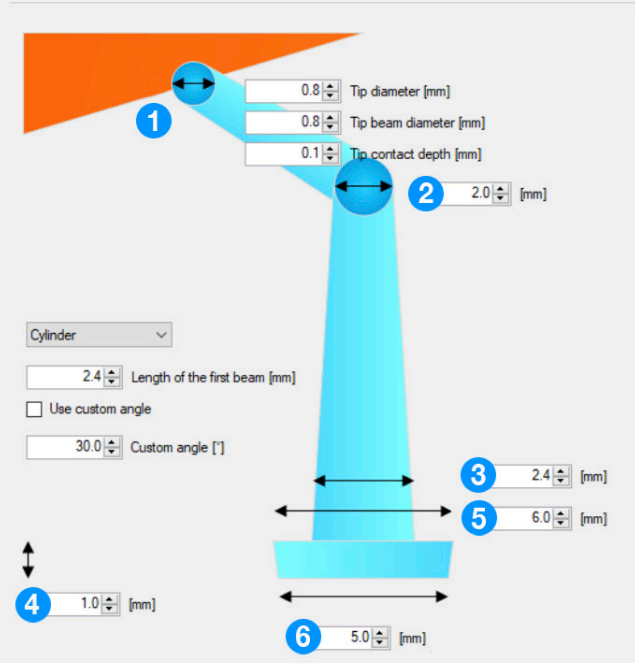 1
0.8 Tip diameter [mm]
0.8 Tip beam diameter [mm]
0.1 Tip contact depth [mm]
2 2.0 [mm]
Cylinder
2.4 Length of the first beam [mm]
Use custom angle
30.0 Custom angle [°]
3 2.4 [mm]
5 6.0 [mm]
4 1.0 [mm]
6 5.0 [mm]